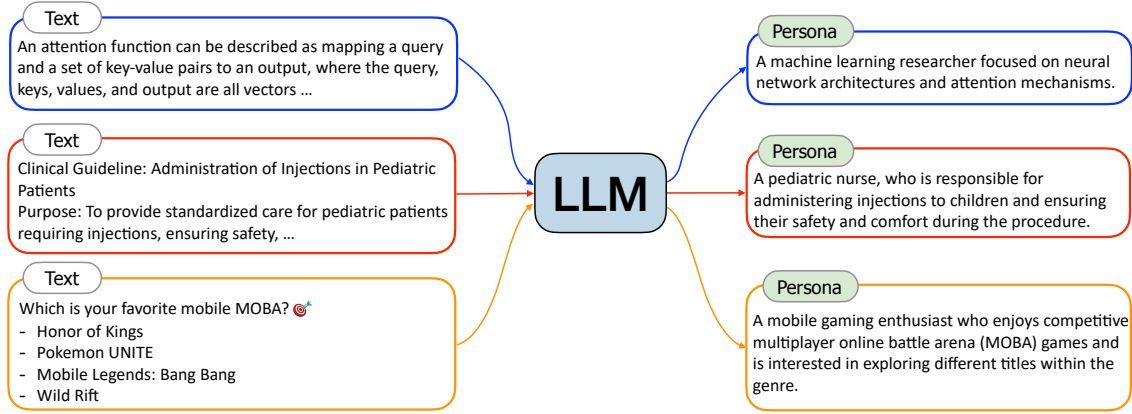 Text
An attention function can be described as mapping a query
and a set of key-value pairs to an output, where the query,
keys, values, and output are all vectors ...
Text
Clinical Guideline: Administration of Injections in Pediatric
Patients
Purpose: To provide standardized care for pediatric patients
requiring injections, ensuring safety, ...
Text
Which is your favorite mobile MOBA? 🎯
- Honor of Kings
- Pokemon UNITE
- Mobile Legends: Bang Bang
- Wild Rift
LLM
Persona
A machine learning researcher focused on neural
network architectures and attention mechanisms.
Persona
A pediatric nurse, who is responsible for
administering injections to children and ensuring
their safety and comfort during the procedure.
Persona
A mobile gaming enthusiast who enjoys competitive
multiplayer online battle arena (MOBA) games and
is interested in exploring different titles within the
genre.